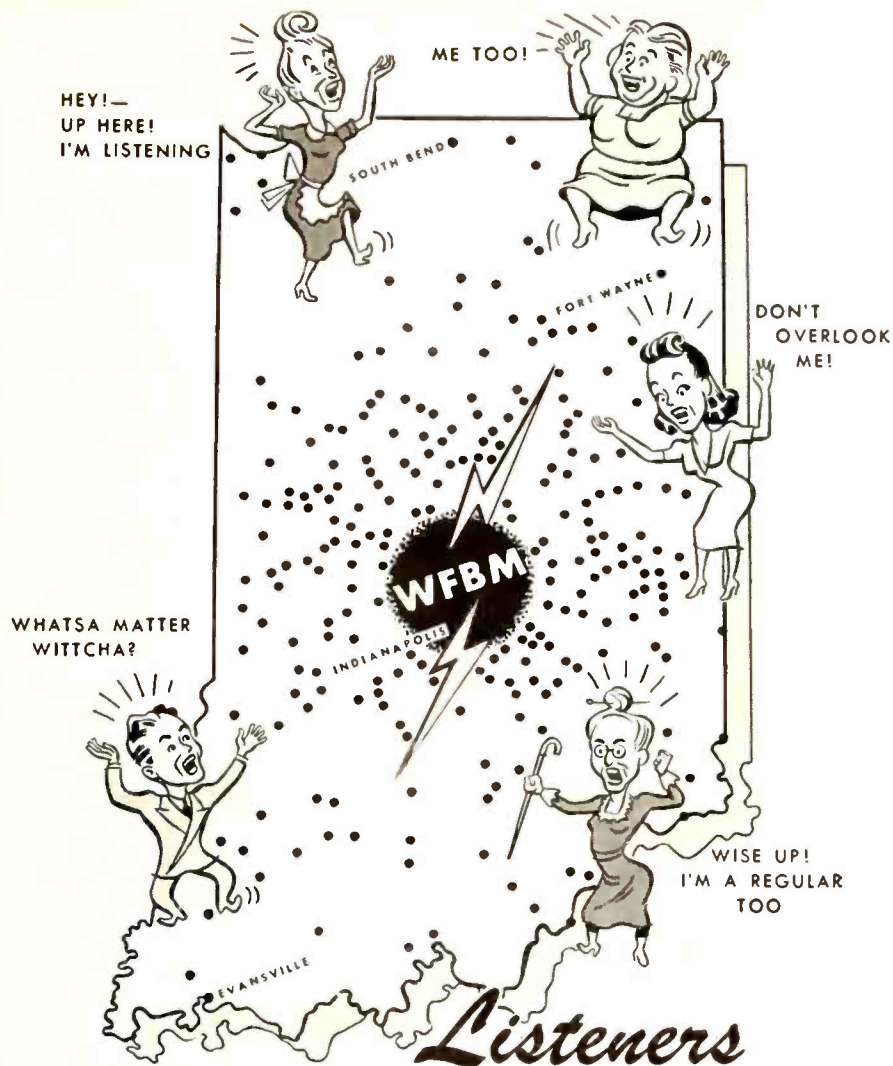 ME TOO!
HEY!—
UP HERE!
I'M LISTENING
SOUTH BEND
FORT WAYNE
DON'T
OVERLOOK
ME!
WFBM
INDIANAPOLIS
WHATSA MATTER
WITTCHA?
WISE UP!
I'M A REGULAR
TOO
EVANSVILLE
Listeners